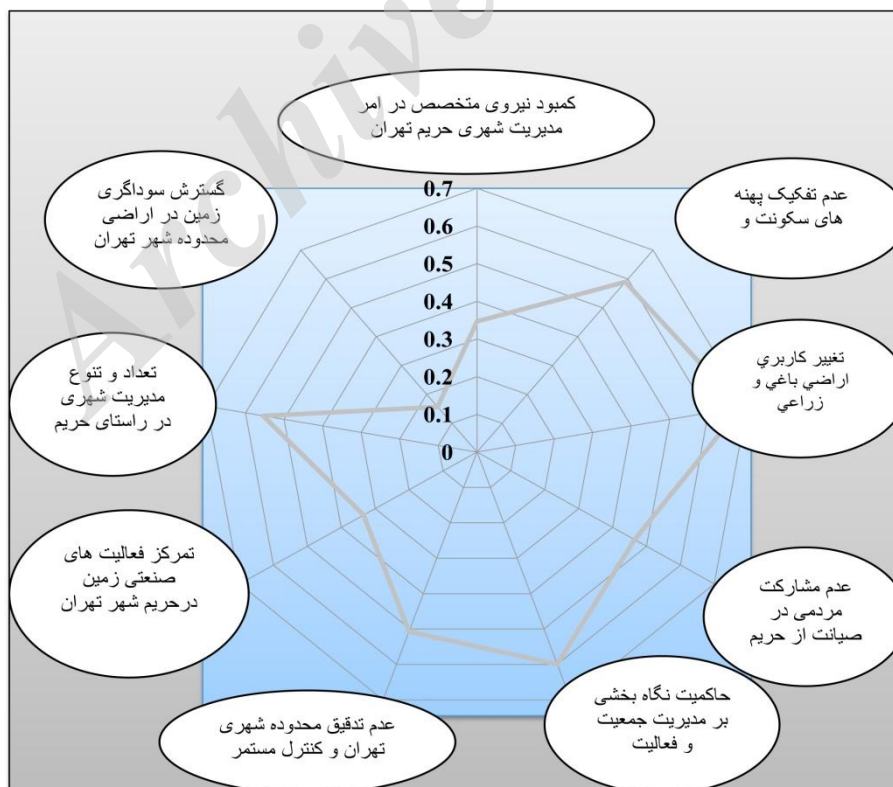 Archive
کمبود نیروی متخصص در امر
مدیریت شهری حریم تهران
عدم تفکیک پهنه
های سکونت و
تغيير كاربري
اراضي باغي و
زراعي
عدم مشارکت
مردمی در
صیانت از حریم
حاکمیت نگاه بخشی
بر مدیریت جمعیت
و فعالیت
عدم تدقیق محدوده شهری
تهران و کنترل مستمر
تمرکز فعالیت های
صنعتی زمین
درحریم شهر تهران
تعداد و تنوع
مدیریت شهری
در راستای حریم
گسترش سوداگری
زمین در اراضی
محدوده شهر تهران
0.7
0.6
0.5
0.4
0.3
0.2
0.1
0